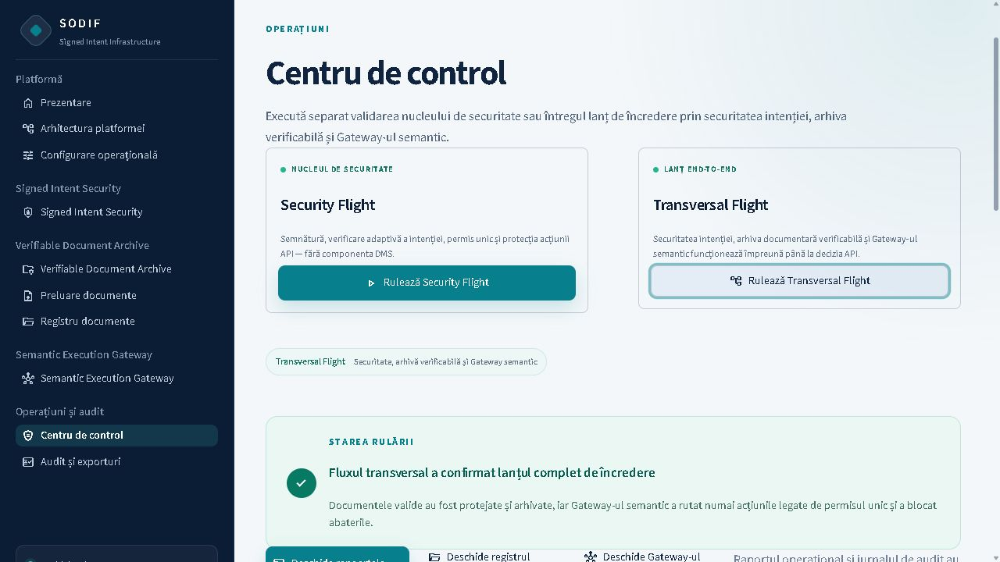 SODIF
Signed Intent Infrastructure
Platformă
Prezentare
Arhitectura platformei
Configurare operațională
Signed Intent Security
Signed Intent Security
Verifiable Document Archive
Verifiable Document Archive
Preluare documente
Registru documente
Semantic Execution Gateway
Semantic Execution Gateway
Operațiuni și audit
Centru de control
Audit și exporturi
OPERAȚIUNI
Centru de control
Execută separat validarea nucleului de securitate sau întregul lanț de încredere prin securitatea intenției, arhiva
verificabilă și Gateway-ul semantic.
NUCLEUL DE SECURITATE
Security Flight
Semnătură, verificare adaptivă a intenției, permis unic și protecția acțiunii
API — fără componenta DMS.
Rulează Security Flight
LANȚ END-TO-END
Transversal Flight
Securitatea intenției, arhiva documentară verificabilă și Gateway-ul
semantic funcționează împreună până la decizia API.
Rulează Transversal Flight
Transversal Flight Securitate, arhivă verificabilă și Gateway semantic
STAREA RULĂRII
Fluxul transversal a confirmat lanțul complet de încredere
Documentele valide au fost protejate și arhivate, iar Gateway-ul semantic a rutat numai acțiunile legate de permisul unic și a blocat
abaterile.
Deschide rapoartele
Deschide registrul
Deschide Gateway-ul
Raportul operațional și jurnalul de audit au